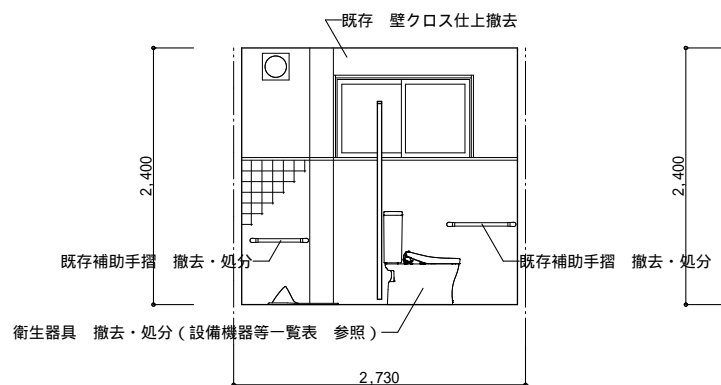 既存　壁クロス仕上撤去
2,400
2,400
既存補助手摺　撤去・処分
既存補助手摺　撤去・処分
衛生器具　撤去・処分（設備機器等一覧表　参照）
2,730